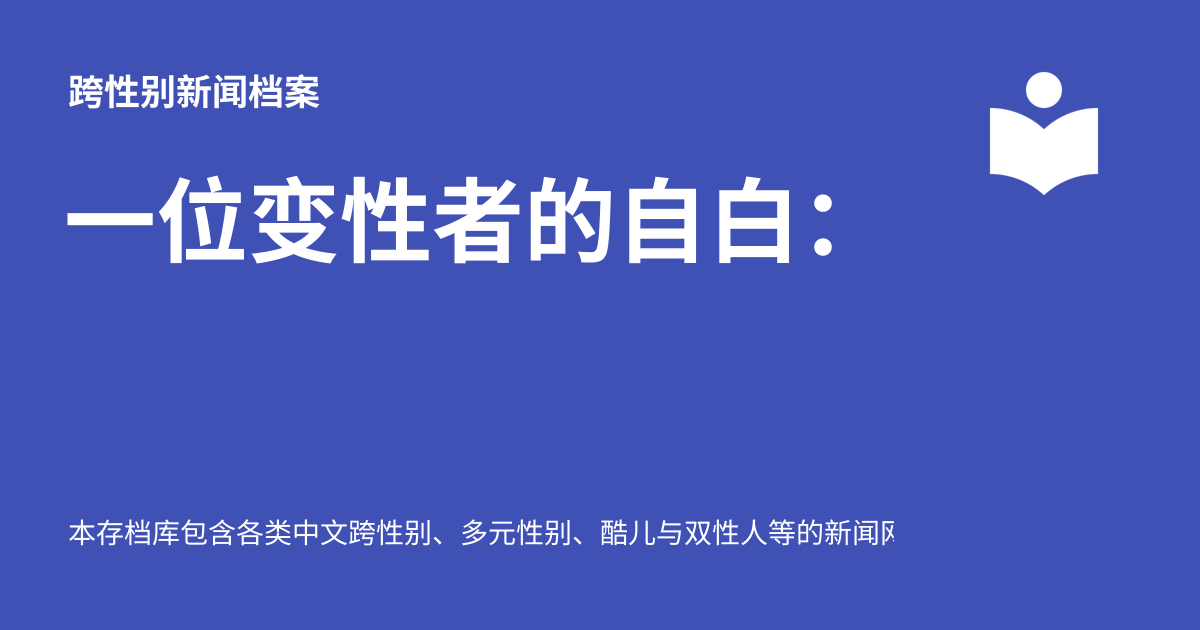 跨性别新闻档案
一位变性者的自白：
本存档库包含各类中文跨性别、多元性别、酷儿与双性人等的新闻